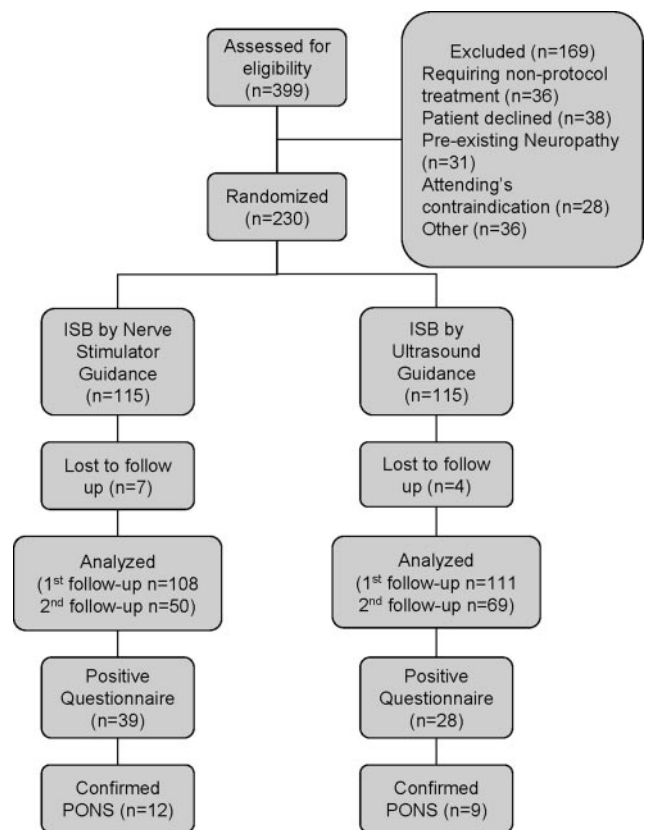 Assessed for
eligibility
(n=399)
Excluded (n=169)
Requiring non-protocol
treatment (n=36)
Patient declined (n=38)
Pre-existing Neuropathy
(n=31)
Attending's
contraindication (n=28)
Other (n=36)
Randomized
(n=230)
ISB by Nerve
Stimulator
Guidance
(n=115)
ISB by
Ultrasound
Guidance
(n=115)
Lost to follow
up (n=7)
Lost to follow
up (n=4)
Analyzed
(1st follow-up n=108
2nd follow-up n=50)
Analyzed
(1st follow-up n=111
2nd follow-up n=69)
Positive
Questionnaire
(n=39)
Positive
Questionnaire
(n=28)
Confirmed
PONS (n=12)
Confirmed
PONS (n=9)